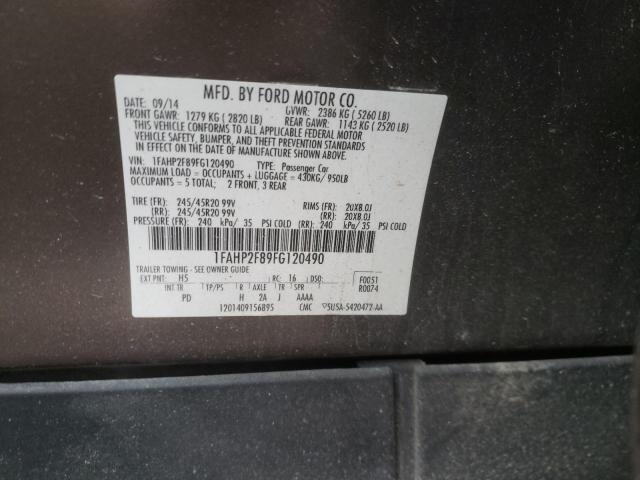 MFD. BY FORD MOTOR CO.
DATE: 09/14 GVWR: 2386 KG ( 5260 LB)
FRONT GAWR: 1279 KG ( 2820 LB) REAR GAWR: 1143 KG ( 2520 LB)
THIS VEHICLE CONFORMS TO ALL APPLICABLE FEDERAL MOTOR
VEHICLE SAFETY, BUMPER, AND THEFT PREVENTION STANDARDS
IN EFFECT ON THE DATE OF MANUFACTURE SHOWN ABOVE.
VIN: 1FAHP2F89FG120490 TYPE: Passenger Car
MAXIMUM LOAD = OCCUPANTS + LUGGAGE = 430KG/ 950LB
OCCUPANTS = 5 TOTAL; 2 FRONT, 3 REAR
TIRE (FR): 245/45R20 99V RIMS (FR): 20X8.0J
(RR): 245/45R20 99V (RR): 20X8.0J
PRESSURE (FR): 240 kPa/ 35 PSI COLD (RR): 240 kPa/ 35 PSI COLD
1FAHP2F89FG120490
TRAILER TOWING - SEE OWNER GUIDE
EXT PNT: H5 RC: 16 DSO: F0051
INT TR TP/PS R AXLE TR SPR R0074
PD H 2A J AAAA
1201409156895 CMC ▽5U5A-5420472-AA